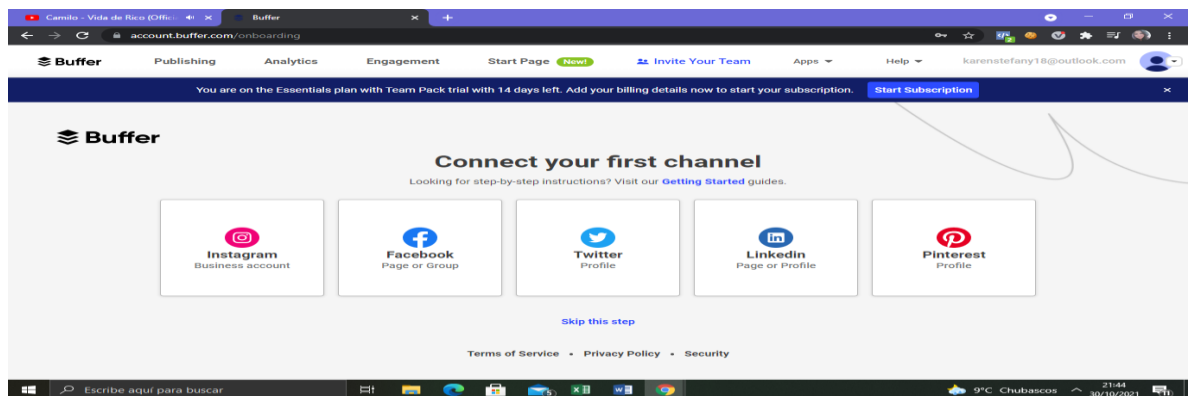 Camilo - Vida de Rico (Offici
Buffer
account.buffer.com/onboarding
Buffer
Publishing
Analytics
Engagement
Start Page New!
Invite Your Team
Apps
Help
karenstefany18@outlook.com
You are on the Essentials plan with Team Pack trial with 14 days left. Add your billing details now to start your subscription. Start Subscription
Buffer
Connect your first channel
Looking for step-by-step instructions? Visit our Getting Started guides.
Instagram
Business account
Facebook
Page or Group
Twitter
Profile
Linkedin
Page or Profile
Pinterest
Profile
Skip this step
Terms of Service • Privacy Policy • Security
Escribe aquí para buscar
9°C Chubascos
21:44
30/10/2021